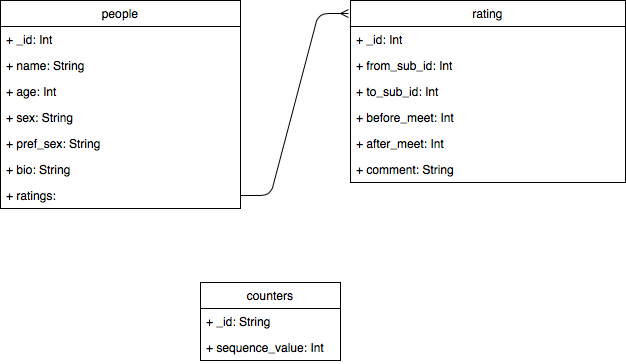 people
+ _id: Int
+ name: String
+ age: Int
+ sex: String
+ pref_sex: String
+ bio: String
+ ratings:
rating
+ _id: Int
+ from_sub_id: Int
+ to_sub_id: Int
+ before_meet: Int
+ after_meet: Int
+ comment: String
counters
+ _id: String
+ sequence_value: Int